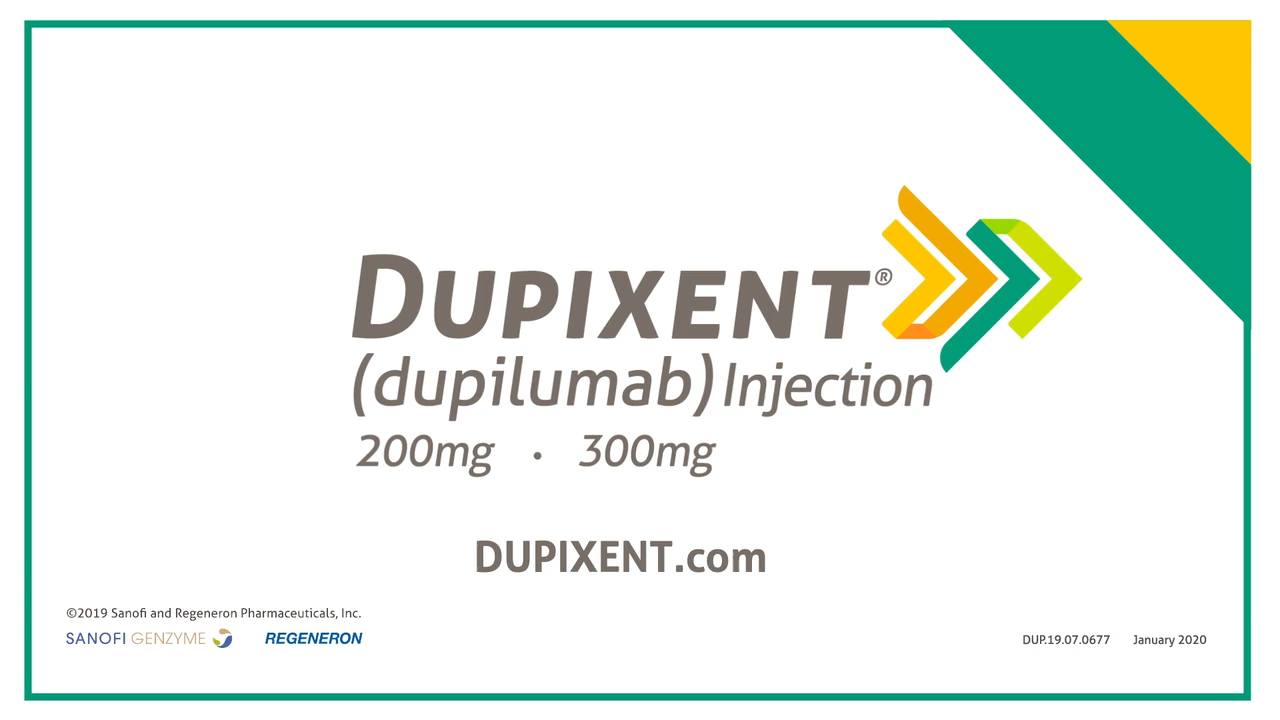 DUPIXENT®
(dupilumab) Injection
200mg · 300mg
DUPIXENT.com
©2019 Sanofi and Regeneron Pharmaceuticals, Inc.
SANOFI GENZYME REGENERON
DUP.19.07.0677 January 2020